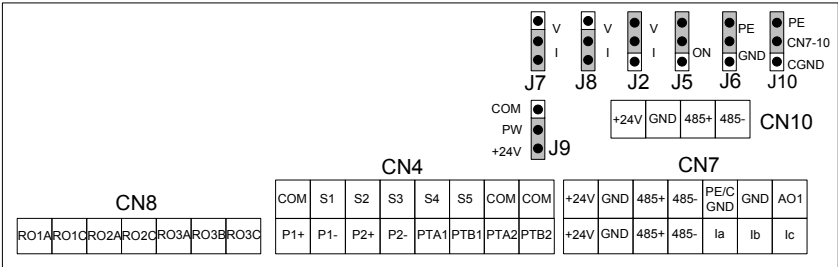 V V V PE PE
I I I ON GND CN7-10
CGND
J7 J8 J2 J5 J6 J10
COM
PW
+24V J9
+24V GND 485+ 485- CN10
CN4 CN7
CN8
COM S1 S2 S3 S4 S5 COM COM
+24V GND 485+ 485- PE/C GND GND AO1
RO1A RO1C RO2A RO2C RO3A RO3B RO3C
P1+ P1- P2+ P2- PTA1 PTB1 PTA2 PTB2
+24V GND 485+ 485- Ia Ib Ic